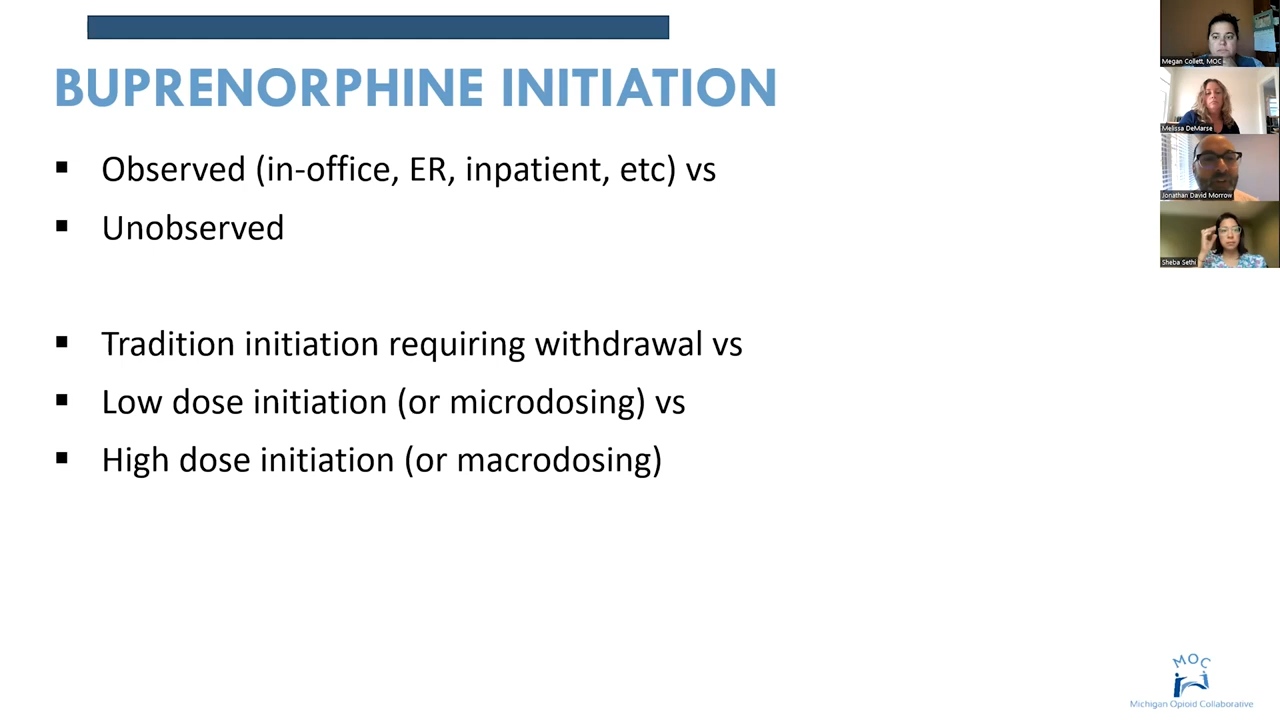 BUPRENORPHINE INITIATION
Observed (in-office, ER, inpatient, etc) vs
Unobserved
Tradition initiation requiring withdrawal vs
Low dose initiation (or microdosing) vs
High dose initiation (or macrodosing)
Megan Collett, MOC
Melissa DeMarse
Jonathan David Morrow
Sheba Sethi
MOC
Michigan Opioid Collaborative